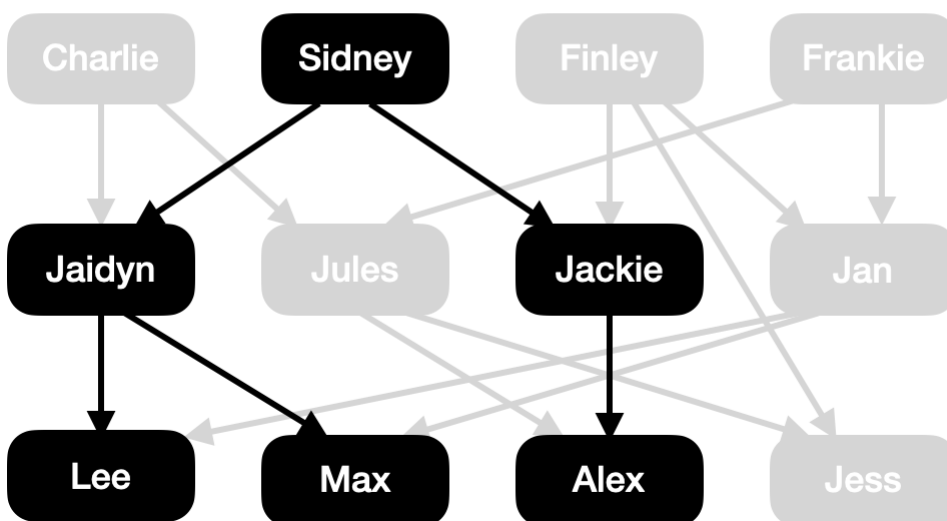 Charlie
Sidney
Finley
Frankie
Jaidyn
Jules
Jackie
Jan
Lee
Max
Alex
Jess